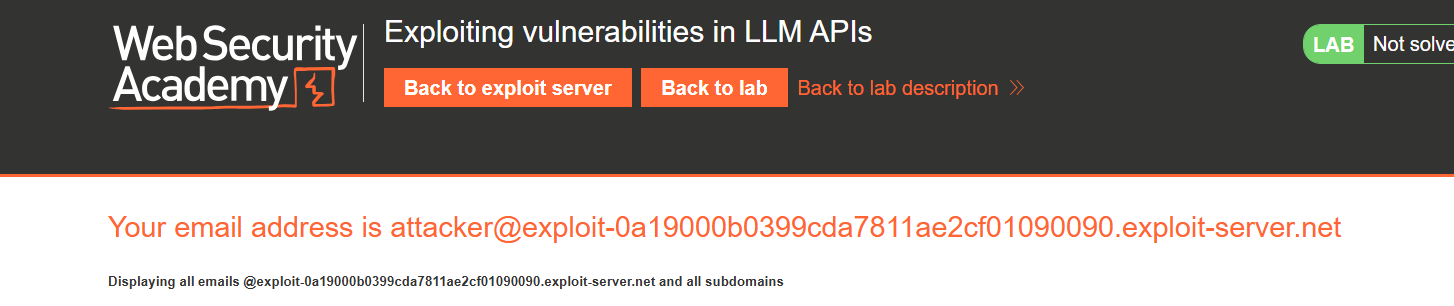 Web Security
Academy
Exploiting vulnerabilities in LLM APIs
Back to exploit server
Back to lab
Back to lab description
LAB
Not solve
Your email address is attacker@exploit-0a19000b0399cda7811ae2cf01090090.exploit-server.net
Displaying all emails @exploit-0a19000b0399cda7811ae2cf01090090.exploit-server.net and all subdomains